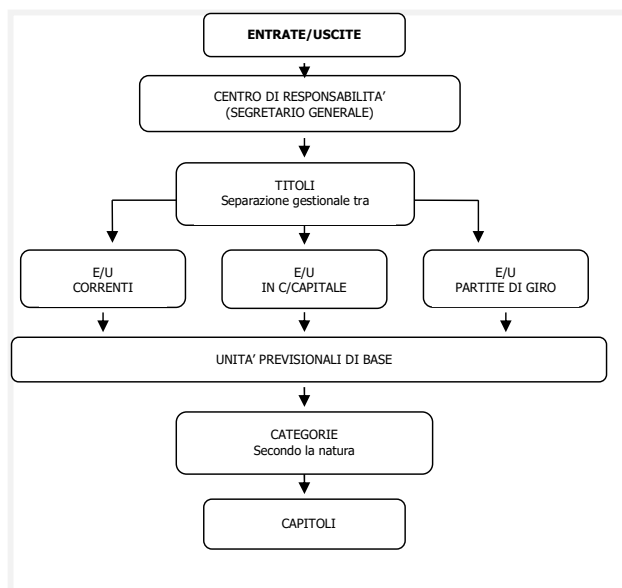 ENTRATE/USCITE
CENTRO DI RESPONSABILITA’
(SEGRETARIO GENERALE)
TITOLI
Separazione gestionale tra
E/U
CORRENTI
E/U
IN C/CAPITALE
E/U
PARTITE DI GIRO
UNITA’ PREVISIONALI DI BASE
CATEGORIE
Secondo la natura
CAPITOLI